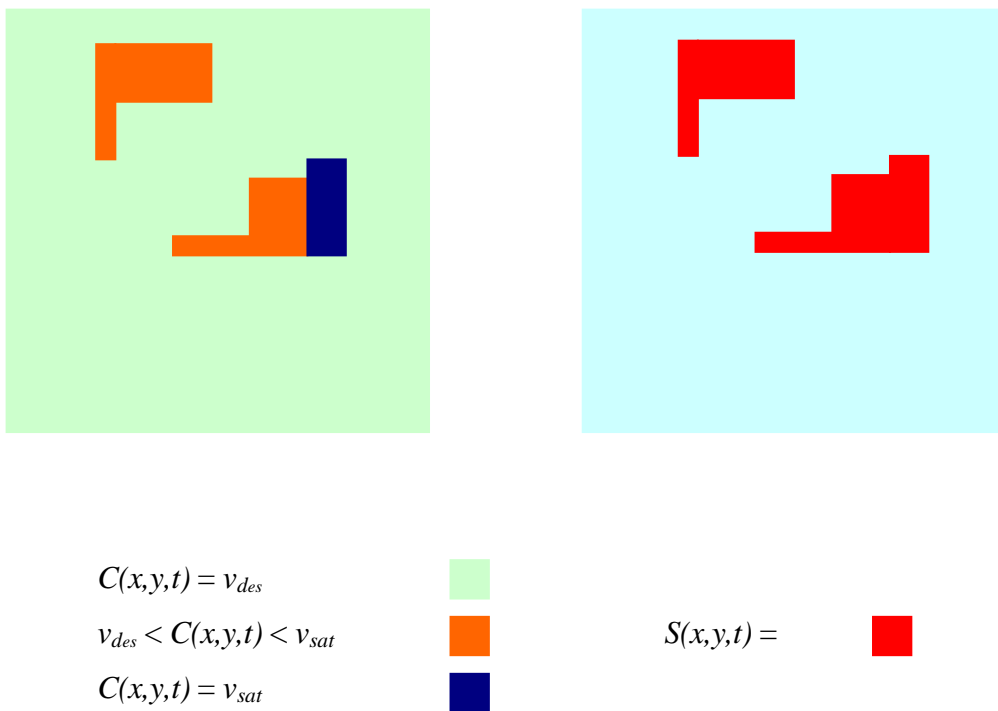 C(x,y,t) = v_des
v_des < C(x,y,t) < v_sat
S(x,y,t) =
C(x,y,t) = v_sat